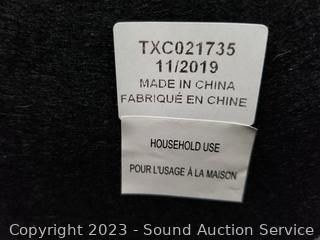 TXC021735
11/2019
MADE IN CHINA
FABRIQUÉ EN CHINE
HOUSEHOLD USE
POUR L'USAGE À LA MAISON
Copyright 2023 - Sound Auction Service